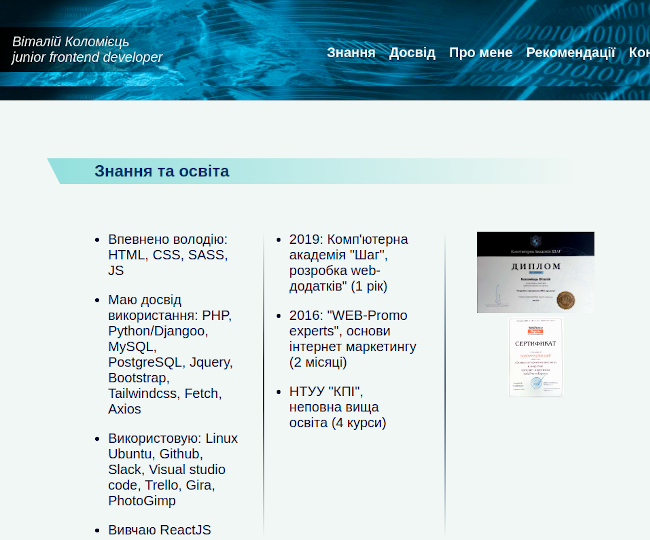 Віталій Коломієць
junior frontend developer
Знання Досвід Про мене Рекомендації Кон
Знання та освіта
Впевнено володію:
HTML, CSS, SASS,
JS
Маю досвід
використання: PHP,
Python/Djangoo,
MySQL,
PostgreSQL, Jquery,
Bootstrap,
Tailwindcss, Fetch,
Axios
Використовую: Linux
Ubuntu, Github,
Slack, Visual studio
code, Trello, Gira,
PhotoGimp
Вивчаю ReactJS
2019: Комп'ютерна
академія "Шаг",
розробка web-
додатків" (1 рік)
2016: "WEB-Promo
experts", основи
інтернет маркетингу
(2 місяці)
НТУУ "КПІ",
неповна вища
освіта (4 курси)
ДИПЛОМ
СЕРТИФІКАТ